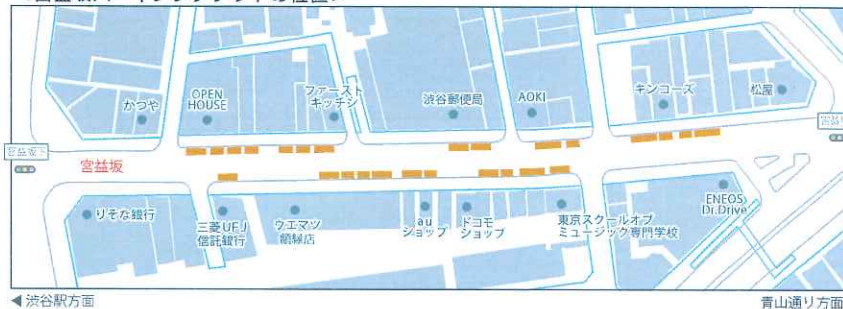 かつや
OPEN
HOUSE
ファースト
キッチン
渋谷郵便局
AOKI
キンコーズ
松屋
宮益坂下
宮益坂
りそな銀行
三菱UFJ
信託銀行
ウエマツ
額縁店
au
ショップ
ドコモ
ショップ
東京スクールオブ
ミュージック専門学校
ENEOS
Dr.Drive
◀渋谷駅方面
青山通り方面